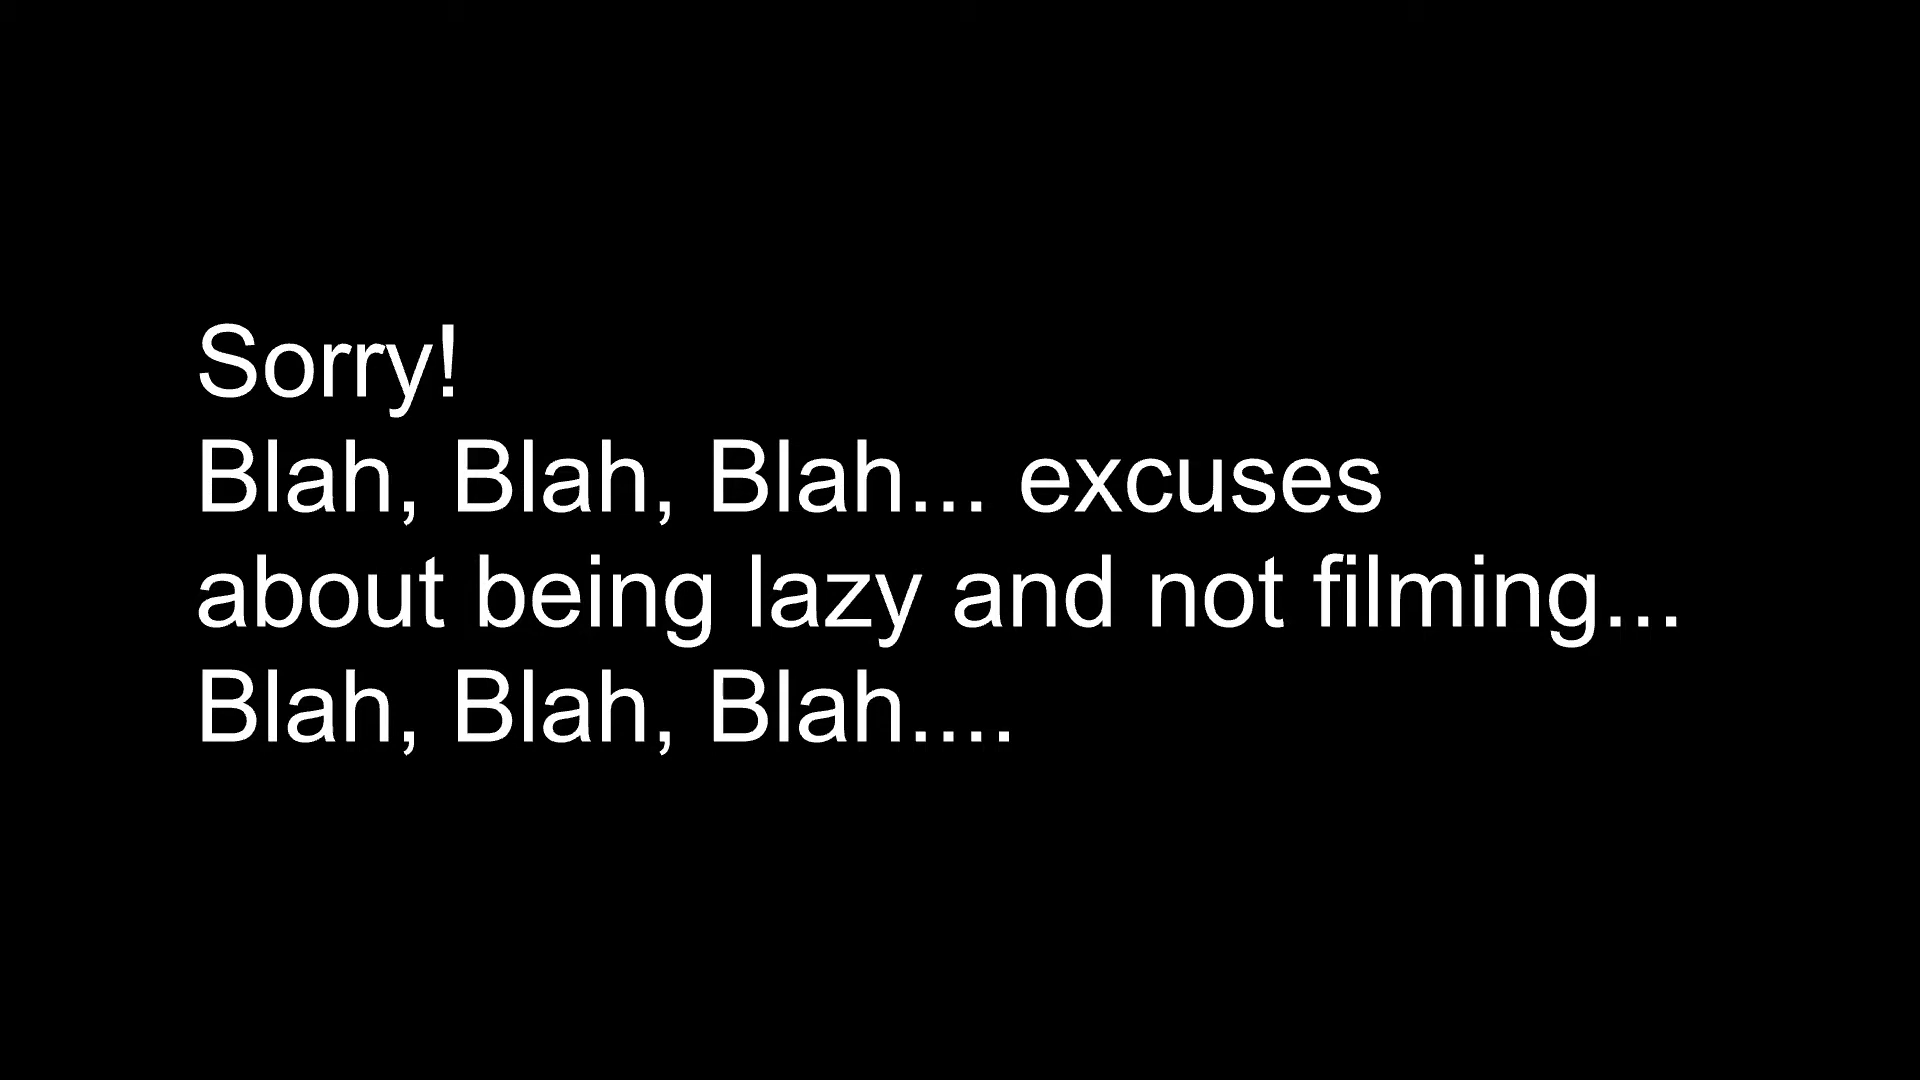 Sorry!
Blah, Blah, Blah... excuses
about being lazy and not filming...
Blah, Blah, Blah....